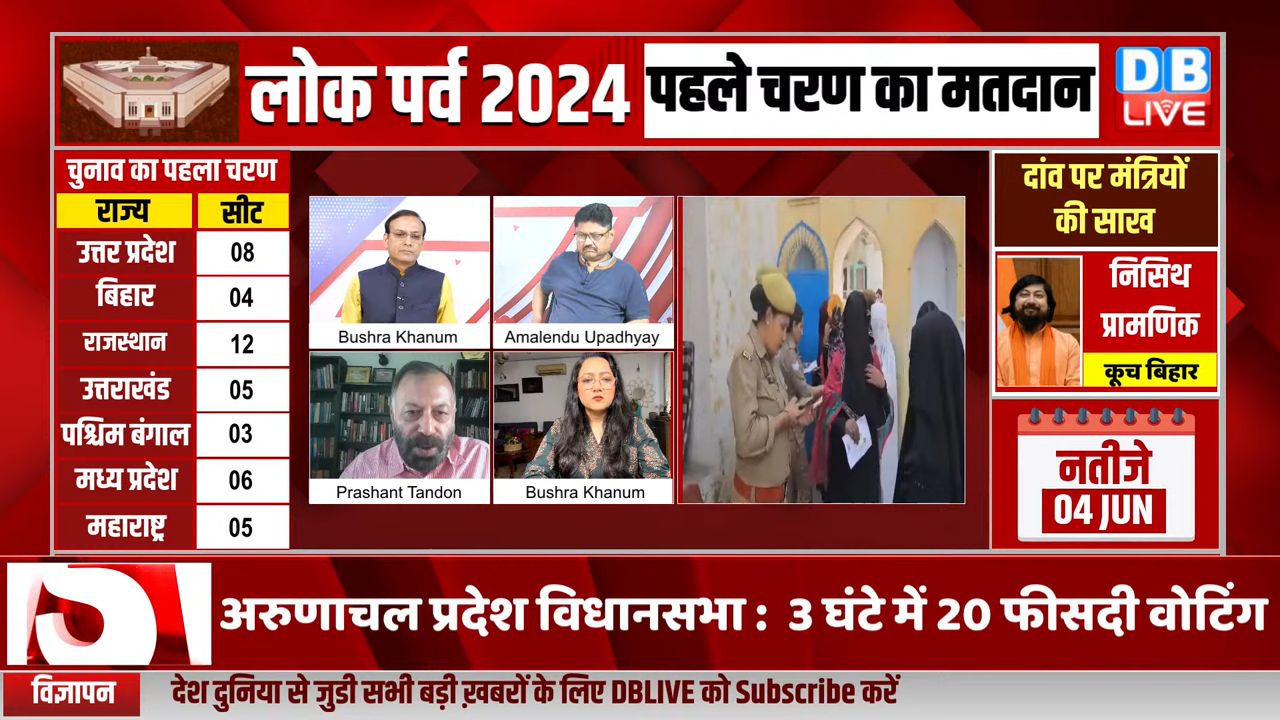 लोक पर्व 2024
पहले चरण का मतदान
DB
LIVE
चुनाव का पहला चरण
राज्य सीट
उत्तर प्रदेश 08
बिहार 04
राजस्थान 12
उत्तराखंड 05
पश्चिम बंगाल 03
मध्य प्रदेश 06
महाराष्ट्र 05
Bushra Khanum
Amalendu Upadhyay
Prashant Tandon
Bushra Khanum
दांव पर मंत्रियों
की साख
निसिथ
प्रामणिक
कूच बिहार
नतीजे
04 JUN
अरुणाचल प्रदेश विधानसभा : 3 घंटे में 20 फीसदी वोटिंग
विज्ञापन
देश दुनिया से जुडी सभी बड़ी ख़बरों के लिए DBLIVE को Subscribe करें